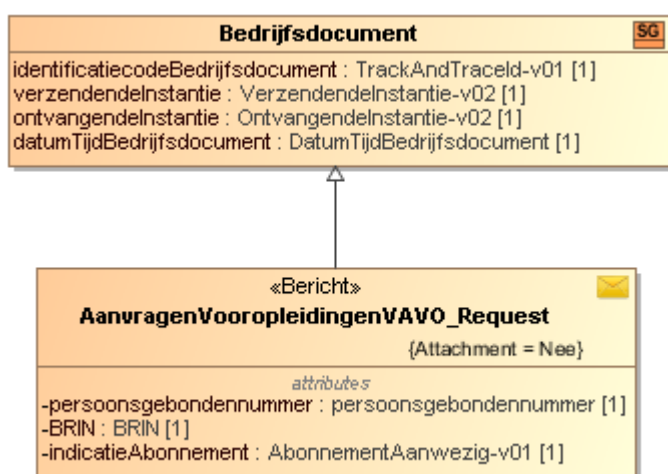 Bedrijfsdocument
SG
identificatiecodeBedrijfsdocument : TrackAndTraceId-v01 [1]
verzendendeInstantie : VerzendendeInstantie-v02 [1]
ontvangendeInstantie : OntvangendeInstantie-v02 [1]
datumTijdBedrijfsdocument : DatumTijdBedrijfsdocument [1]
«Bericht»
AanvragenVooropleidingenVAVO_Request
{Attachment = Nee}
attributes
-persoonsgebondennummer : persoonsgebondennummer [1]
-BRIN : BRIN [1]
-indicatieAbonnement : AbonnementAanwezig-v01 [1]